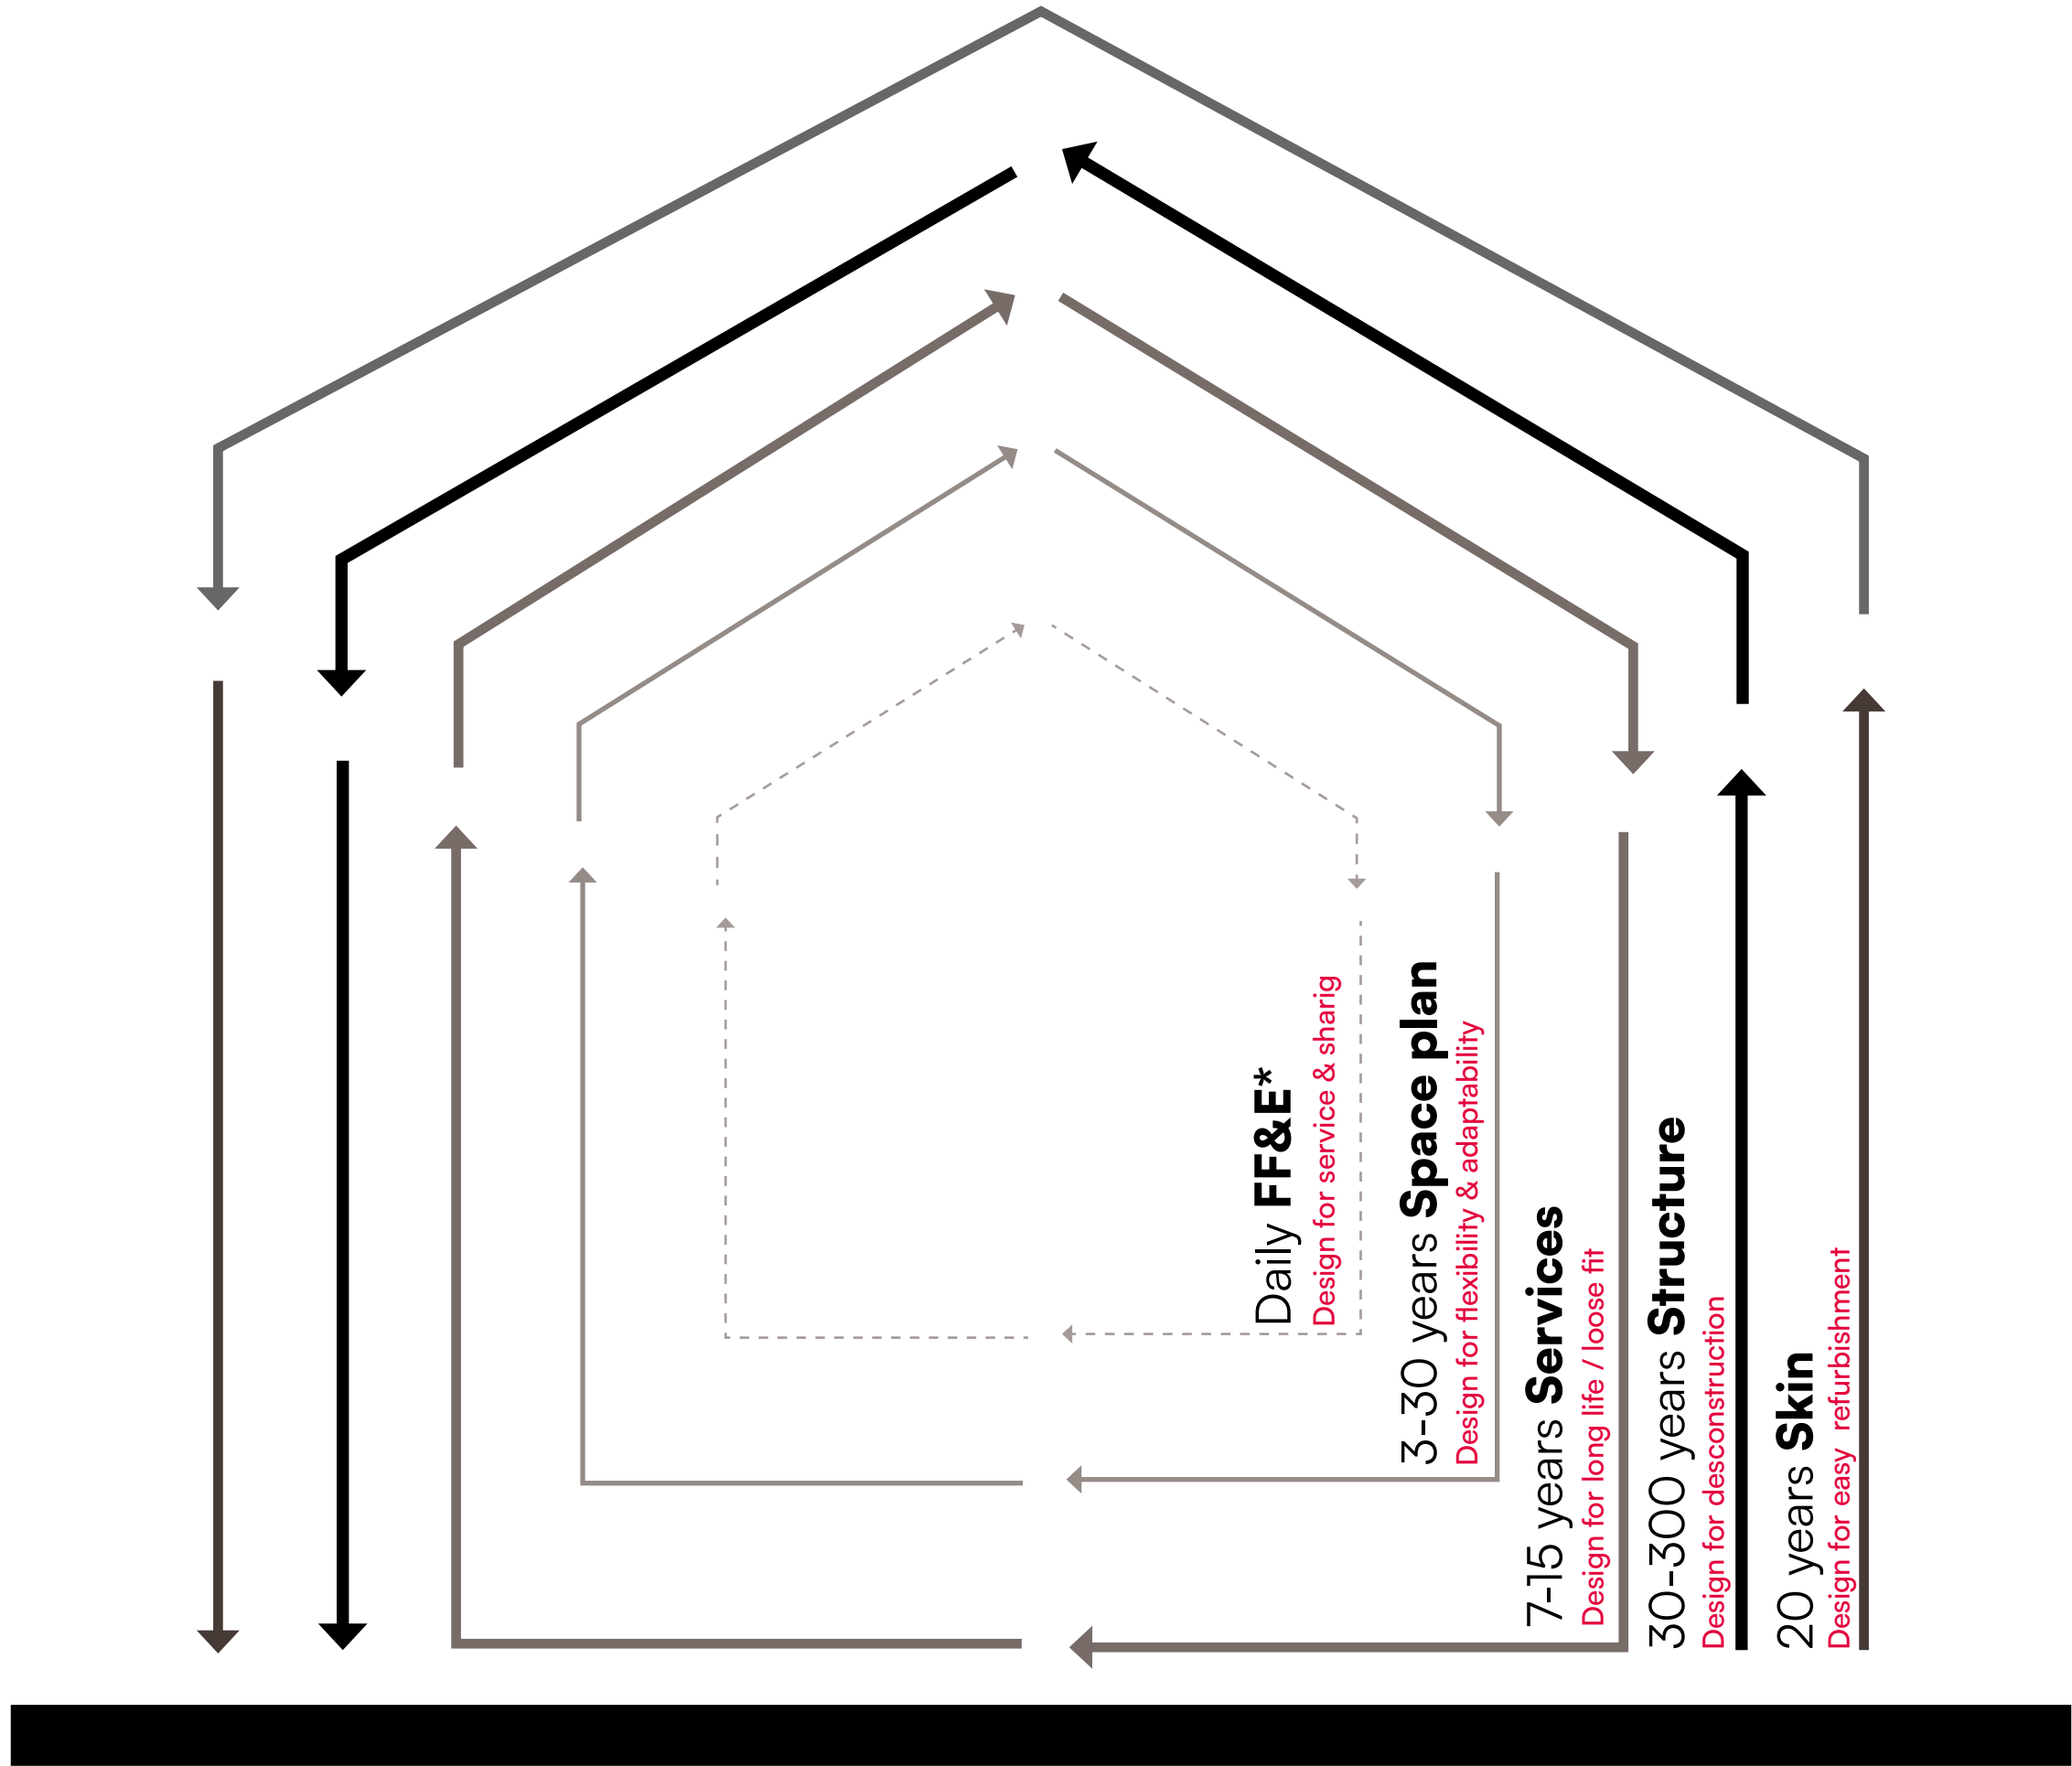 Daily FF&E*
Design for service & sharig
3-30 years Space plan
Design for flexibility & adaptability
7-15 years Services
Design for long life / loose fit
30-300 years Structure
Design for desconstruction
20 years Skin
Design for easy refurbishment